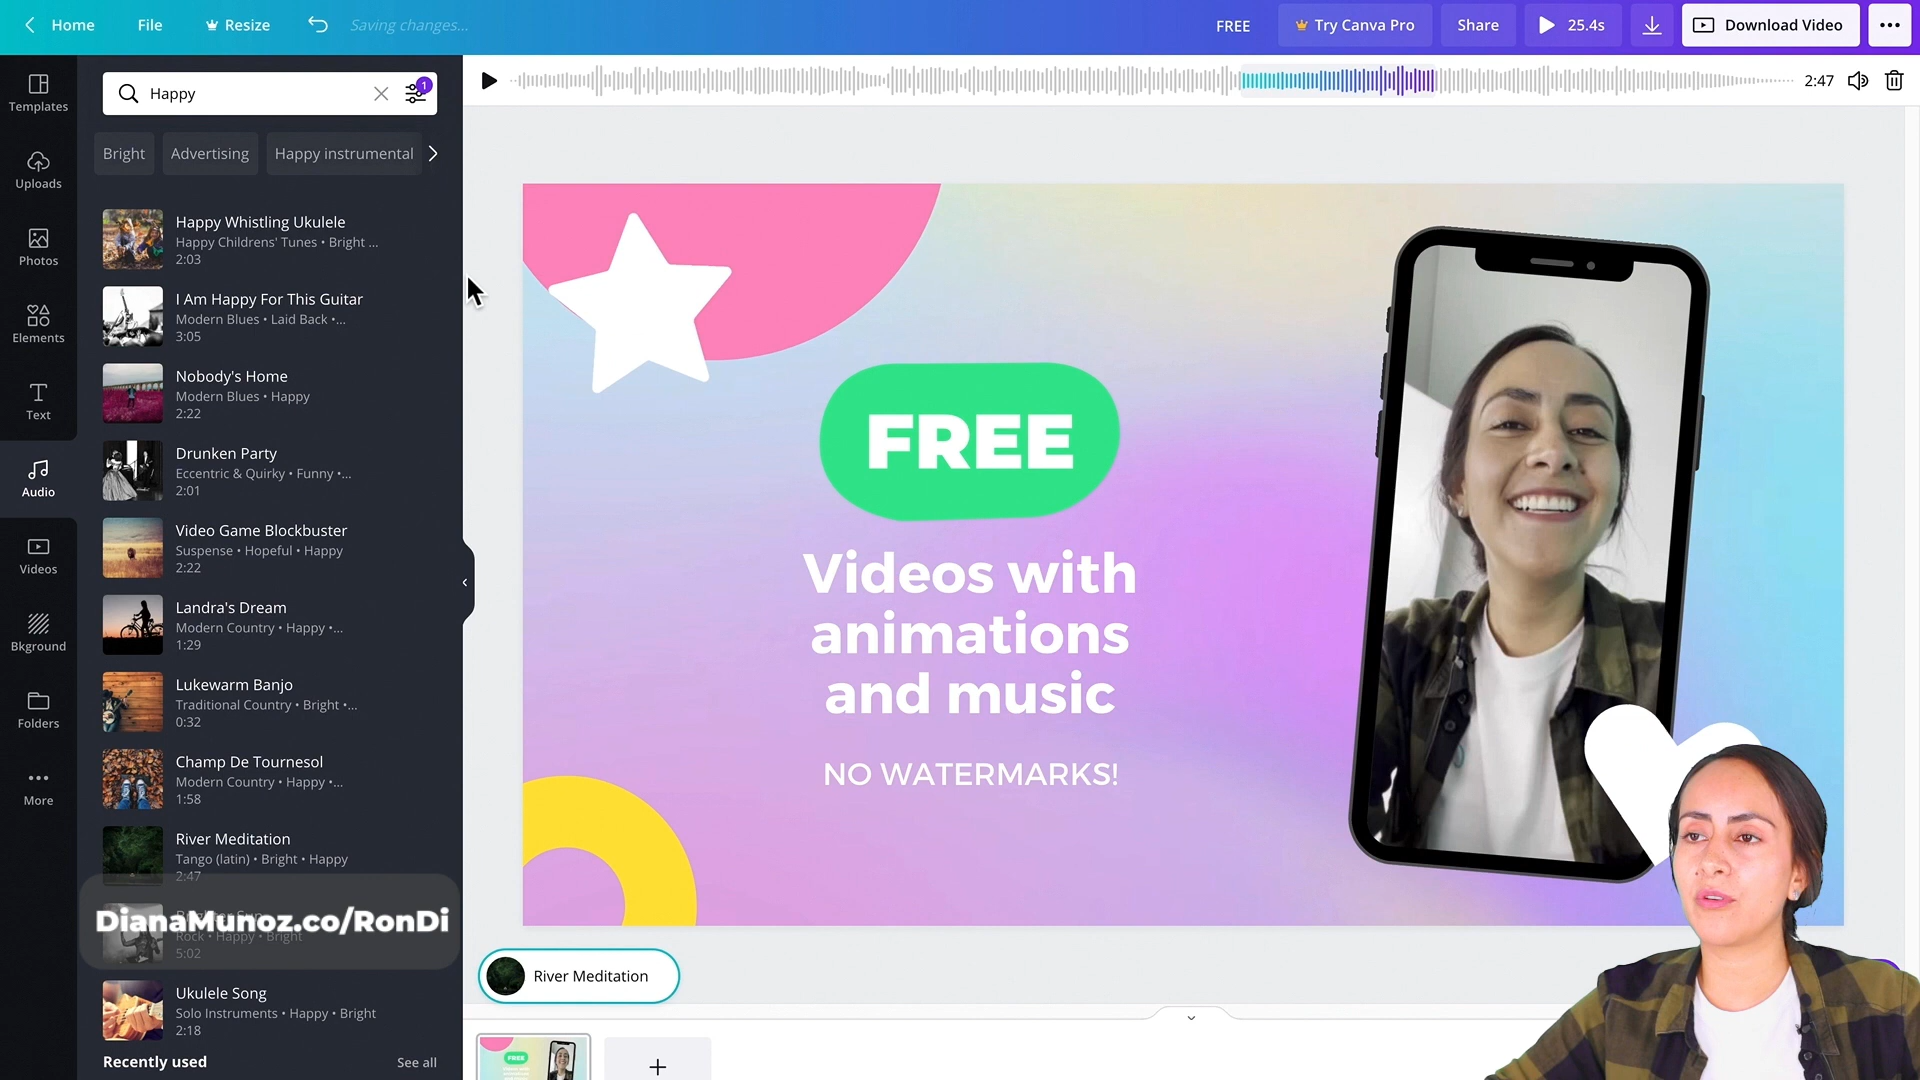 Home
File
Resize
Saving changes...
FREE
Try Canva Pro
Share
25.4s
Download Video
Templates
Uploads
Photos
Elements
Text
Audio
Videos
Bkground
Folders
More
Happy
1
Bright
Advertising
Happy instrumental
Happy Whistling Ukulele
Happy Childrens' Tunes • Bright ...
2:03
I Am Happy For This Guitar
Modern Blues • Laid Back •...
3:05
Nobody's Home
Modern Blues • Happy
2:22
Drunken Party
Eccentric & Quirky • Funny •...
2:01
Video Game Blockbuster
Suspense • Hopeful • Happy
2:22
Landra's Dream
Modern Country • Happy •...
1:29
Lukewarm Banjo
Traditional Country • Bright •...
0:32
Champ De Tournesol
Modern Country • Happy •...
1:58
River Meditation
Tango (latin) • Bright • Happy
2:47
DianaMunoz.co/RonDi
Rock • Happy • Bright
5:02
Ukulele Song
Solo Instruments • Happy • Bright
2:18
Recently used
See all
2:47
FREE
Videos with
animations
and music
NO WATERMARKS!
River Meditation
FREE